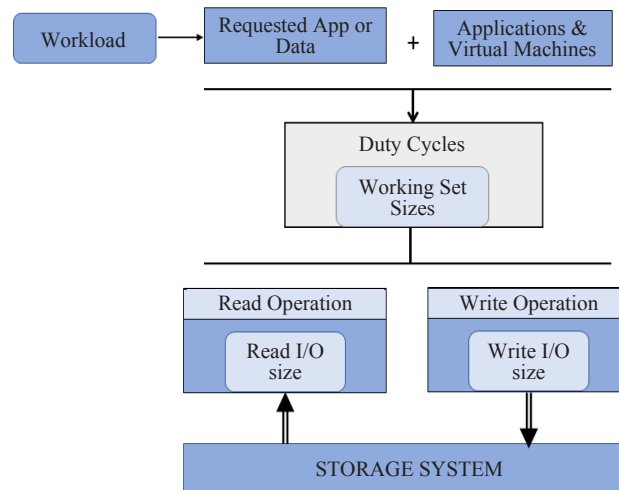 Workload
Requested App or
Data
+
Applications &
Virtual Machines
Duty Cycles
Working Set
Sizes
Read Operation
Write Operation
Read I/O
size
Write I/O
size
STORAGE SYSTEM